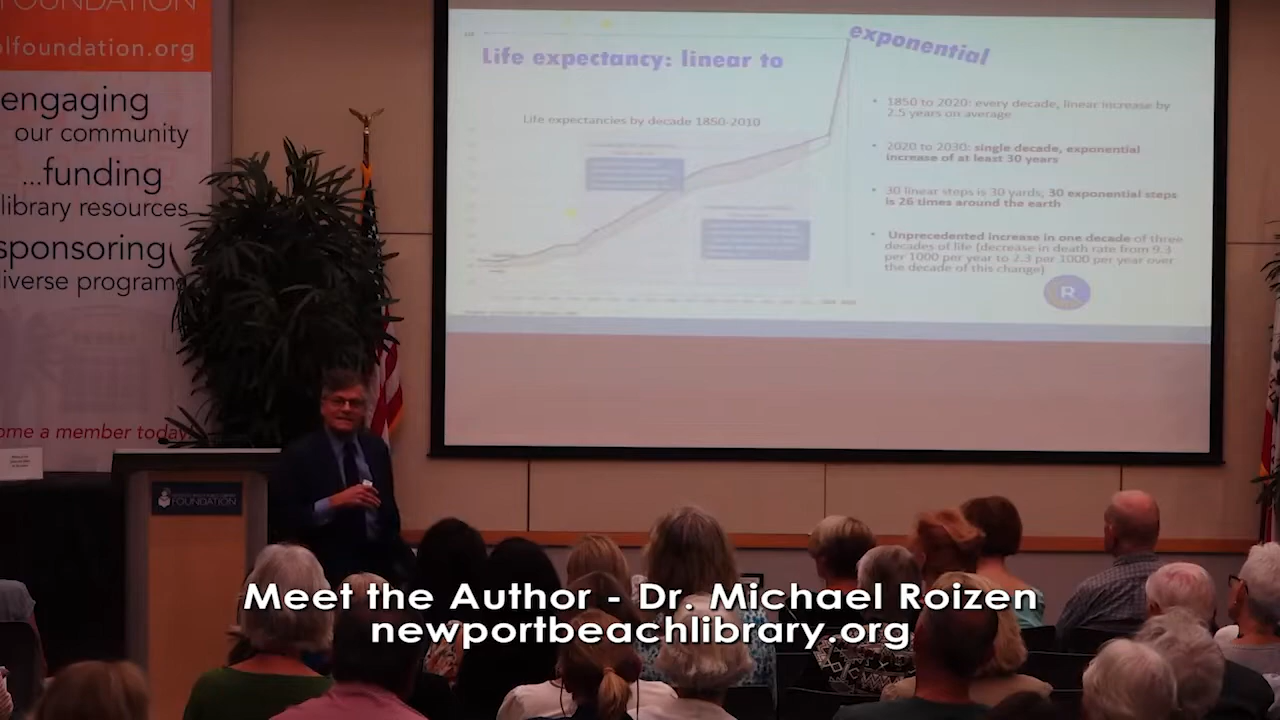 FOUNDATION
olfoundation.org
engaging
our community
...funding
library resources
sponsoring
diverse programs
ome a member today!
FOUNDATION
Life expectancy: linear to
exponential
Life expectancies by decade 1850-2010
• 1850 to 2020: every decade, linear increase by
2.5 years on average
• 2020 to 2030: single decade, exponential
increase of at least 30 years
• 30 linear steps is 30 yards; 30 exponential steps
is 26 times around the earth
• Unprecedented increase in one decade of three
decades of life (decrease in death rate from 9.3
per 1000 per year to 2.3 per 1000 per year over
the decade of this change)
R
Meet the Author - Dr. Michael Roizen
newportbeachlibrary.org